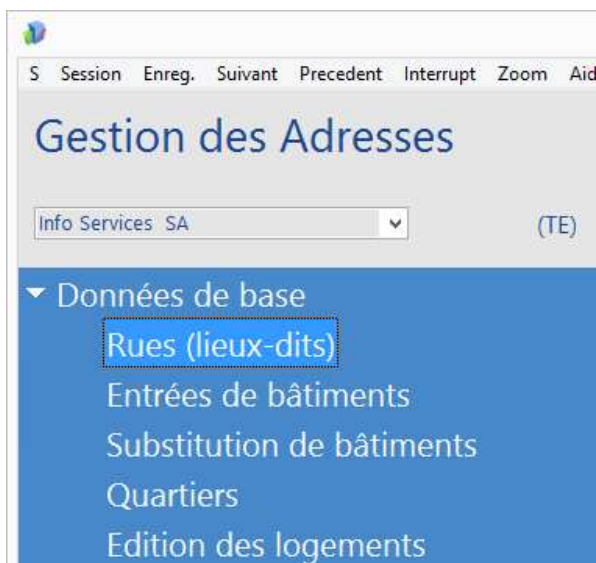 S Session Enreg. Suivant Precedent Interrupt Zoom Aid
Gestion des Adresses
Info Services SA (TE)
Données de base
Rues (lieux-dits)
Entrées de bâtiments
Substitution de bâtiments
Quartiers
Edition des logements